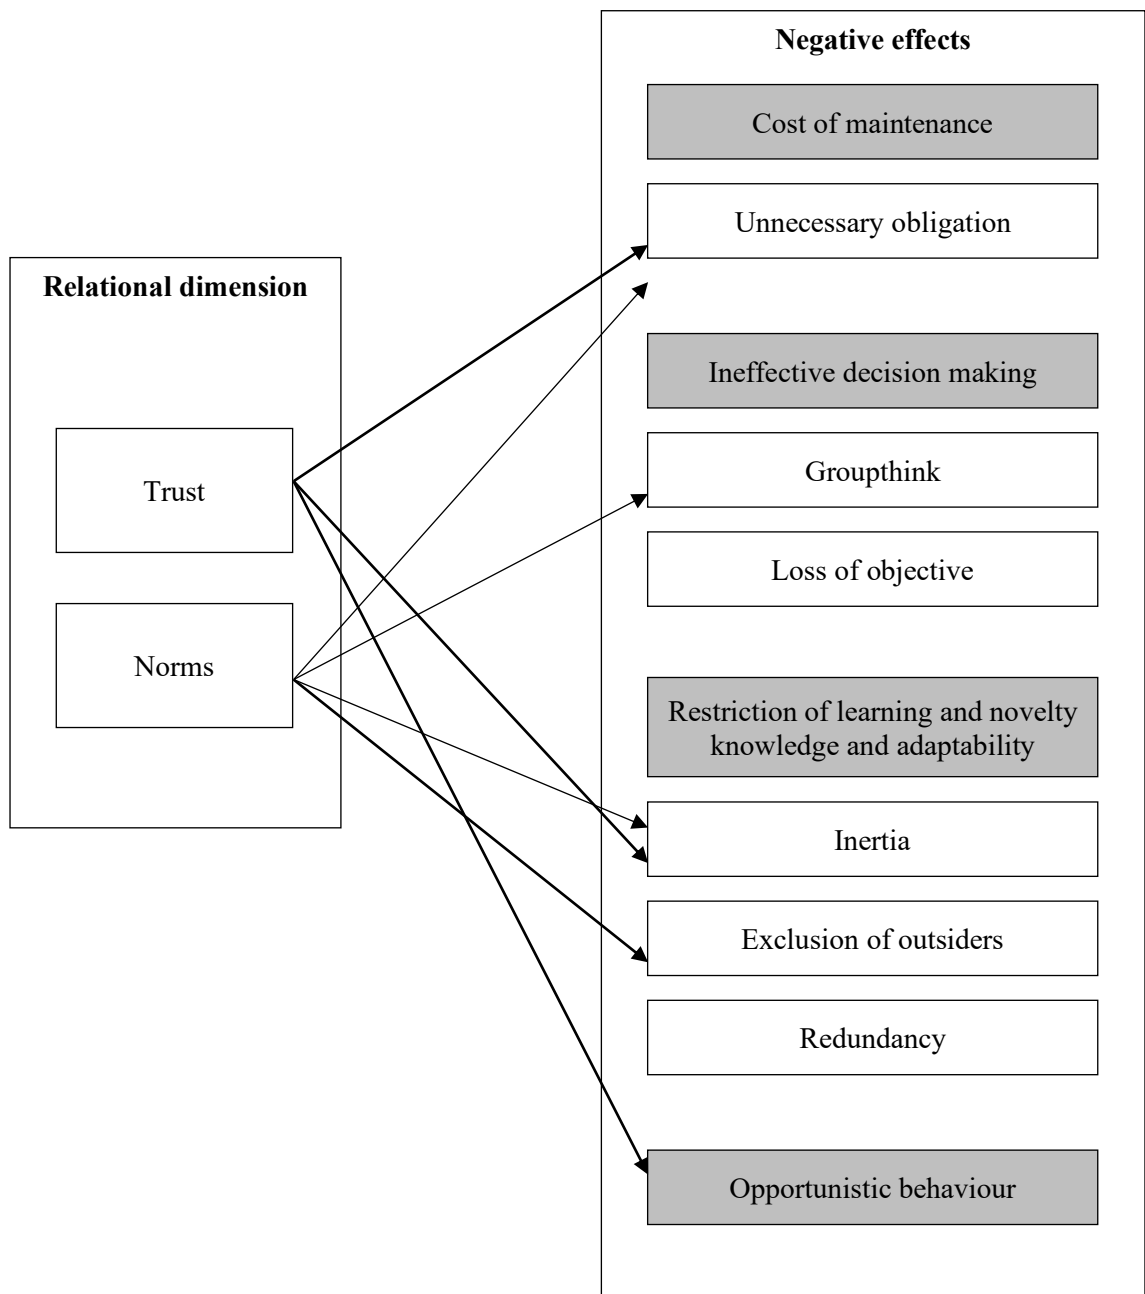 Negative effects
Cost of maintenance
Unnecessary obligation
Relational dimension
Ineffective decision making
Trust
Groupthink
Loss of objective
Norms
Restriction of learning and novelty
knowledge and adaptability
Inertia
Exclusion of outsiders
Redundancy
Opportunistic behaviour